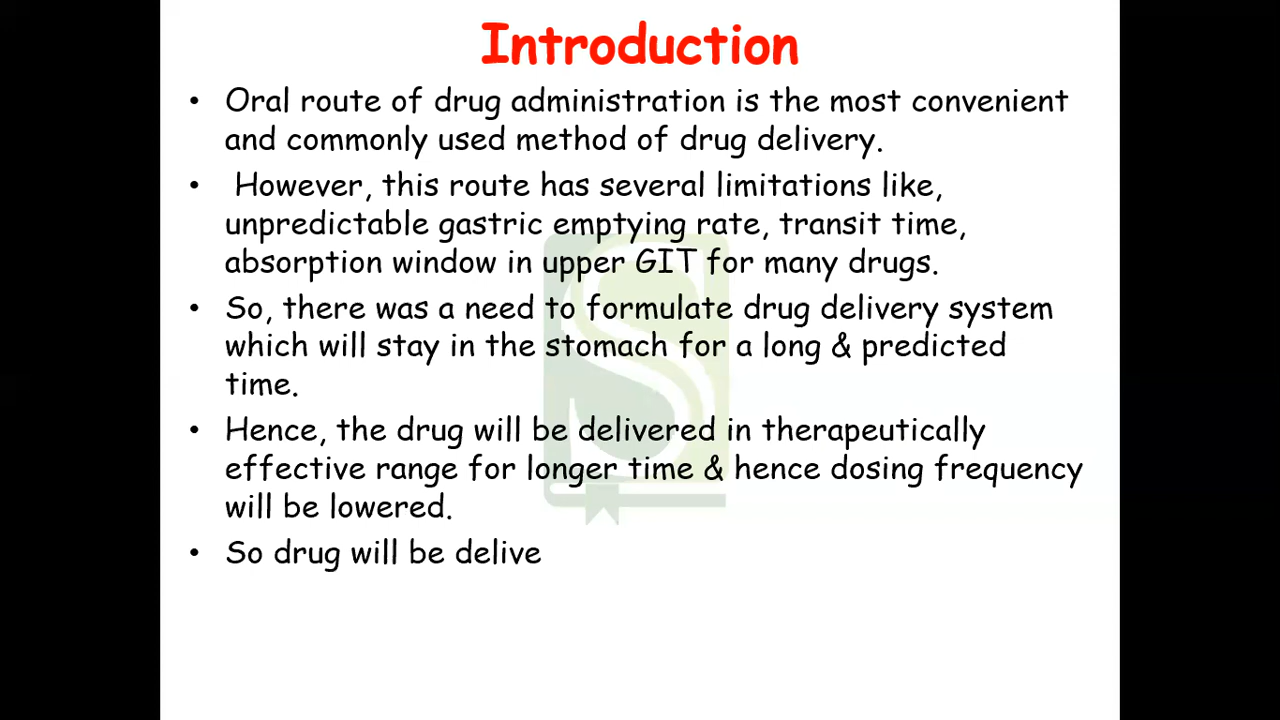 Introduction
• Oral route of drug administration is the most convenient
and commonly used method of drug delivery.
• However, this route has several limitations like,
unpredictable gastric emptying rate, transit time,
absorption window in upper GIT for many drugs.
• So, there was a need to formulate drug delivery system
which will stay in the stomach for a long & predicted
time.
• Hence, the drug will be delivered in therapeutically
effective range for longer time & hence dosing frequency
will be lowered.
• So drug will be delive